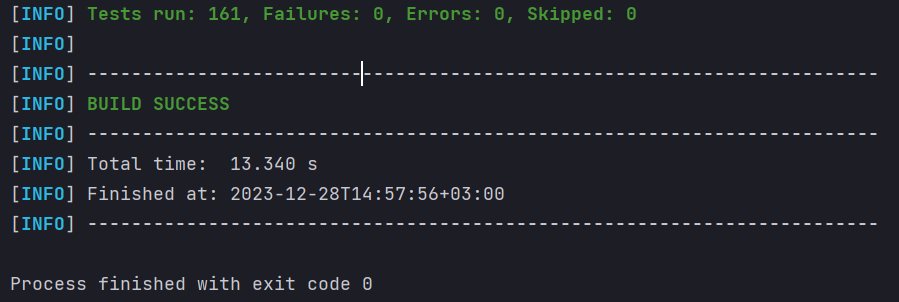 [INFO] Tests run: 161, Failures: 0, Errors: 0, Skipped: 0
[INFO]
[INFO] ------------------------------------------------------------------------
[INFO] BUILD SUCCESS
[INFO] ------------------------------------------------------------------------
[INFO] Total time:  13.340 s
[INFO] Finished at: 2023-12-28T14:57:56+03:00
[INFO] ------------------------------------------------------------------------
Process finished with exit code 0